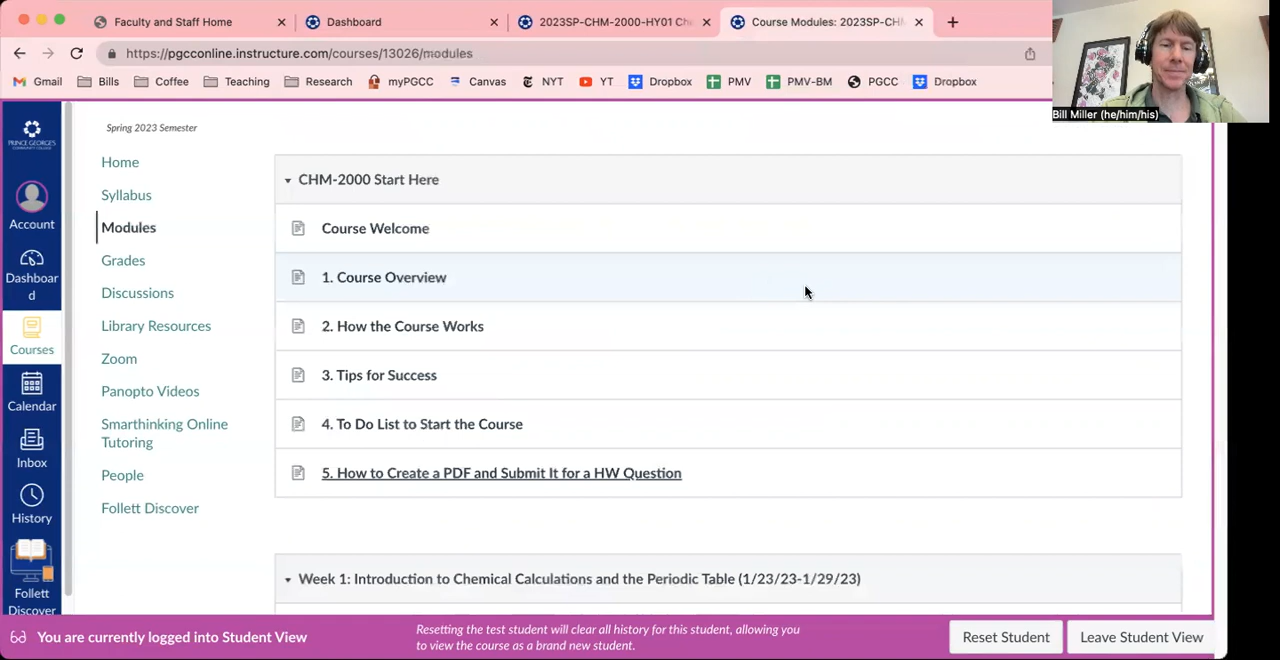 Faculty and Staff Home
Dashboard
2023SP-CHM-2000-HY01 Che
Course Modules: 2023SP-CHM
https://pgcconline.instructure.com/courses/13026/modules
Gmail
Bills
Coffee
Teaching
Research
myPGCC
canvas
NYT
YT
Dropbox
PMV
PMV-BM
PGCC
Dropbox
Bill Miller (he/him/his)
PRINCE GEORGE'S
COMMUNITY COLLEGE
Account
Dashboar
d
Courses
Calendar
Inbox
History
Follett
Discover
Spring 2023 Semester
Home
Syllabus
Modules
Grades
Discussions
Library Resources
Zoom
Panopto Videos
Smarthinking Online
Tutoring
People
Follett Discover
CHM-2000 Start Here
Course Welcome
1. Course Overview
2. How the Course Works
3. Tips for Success
4. To Do List to Start the Course
5. How to Create a PDF and Submit It for a HW Question
Week 1: Introduction to Chemical Calculations and the Periodic Table (1/23/23-1/29/23)
You are currently logged into Student View
Resetting the test student will clear all history for this student, allowing you
to view the course as a brand new student.
Reset Student
Leave Student View